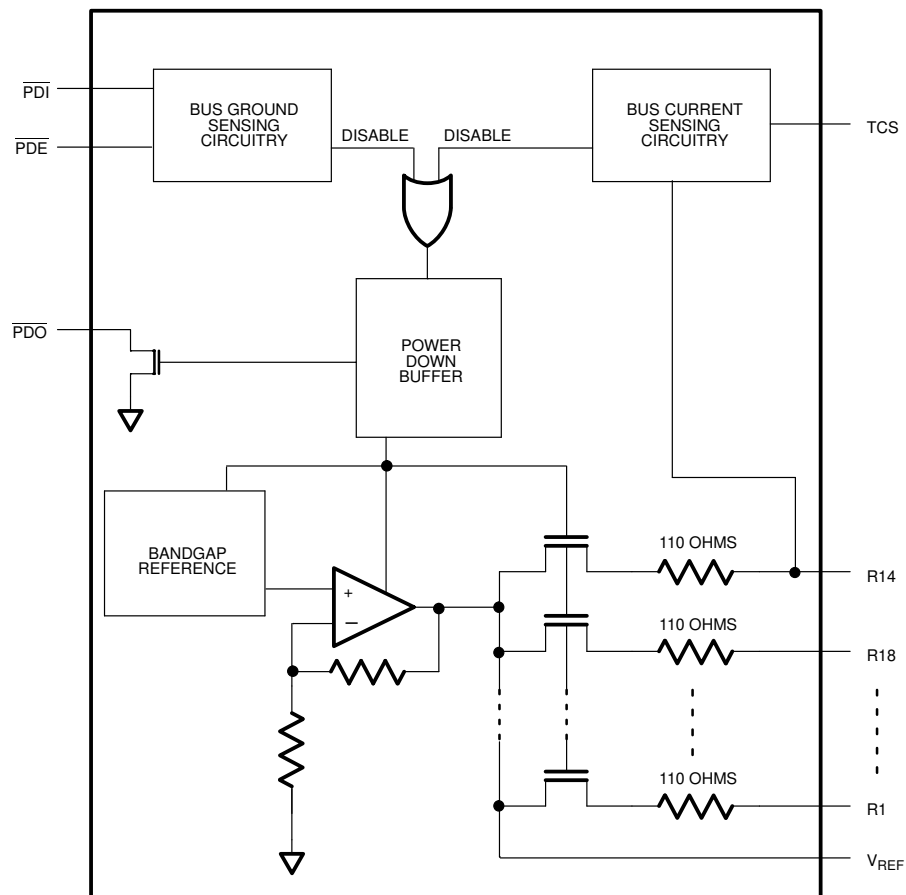 PDI
PDE
BUS GROUND
SENSING
CIRCUITRY
DISABLE
DISABLE
BUS CURRENT
SENSING
CIRCUITRY
TCS
PDO
POWER
DOWN
BUFFER
BANDGAP
REFERENCE
+
−
110 OHMS
R14
110 OHMS
R18
110 OHMS
R1
VREF